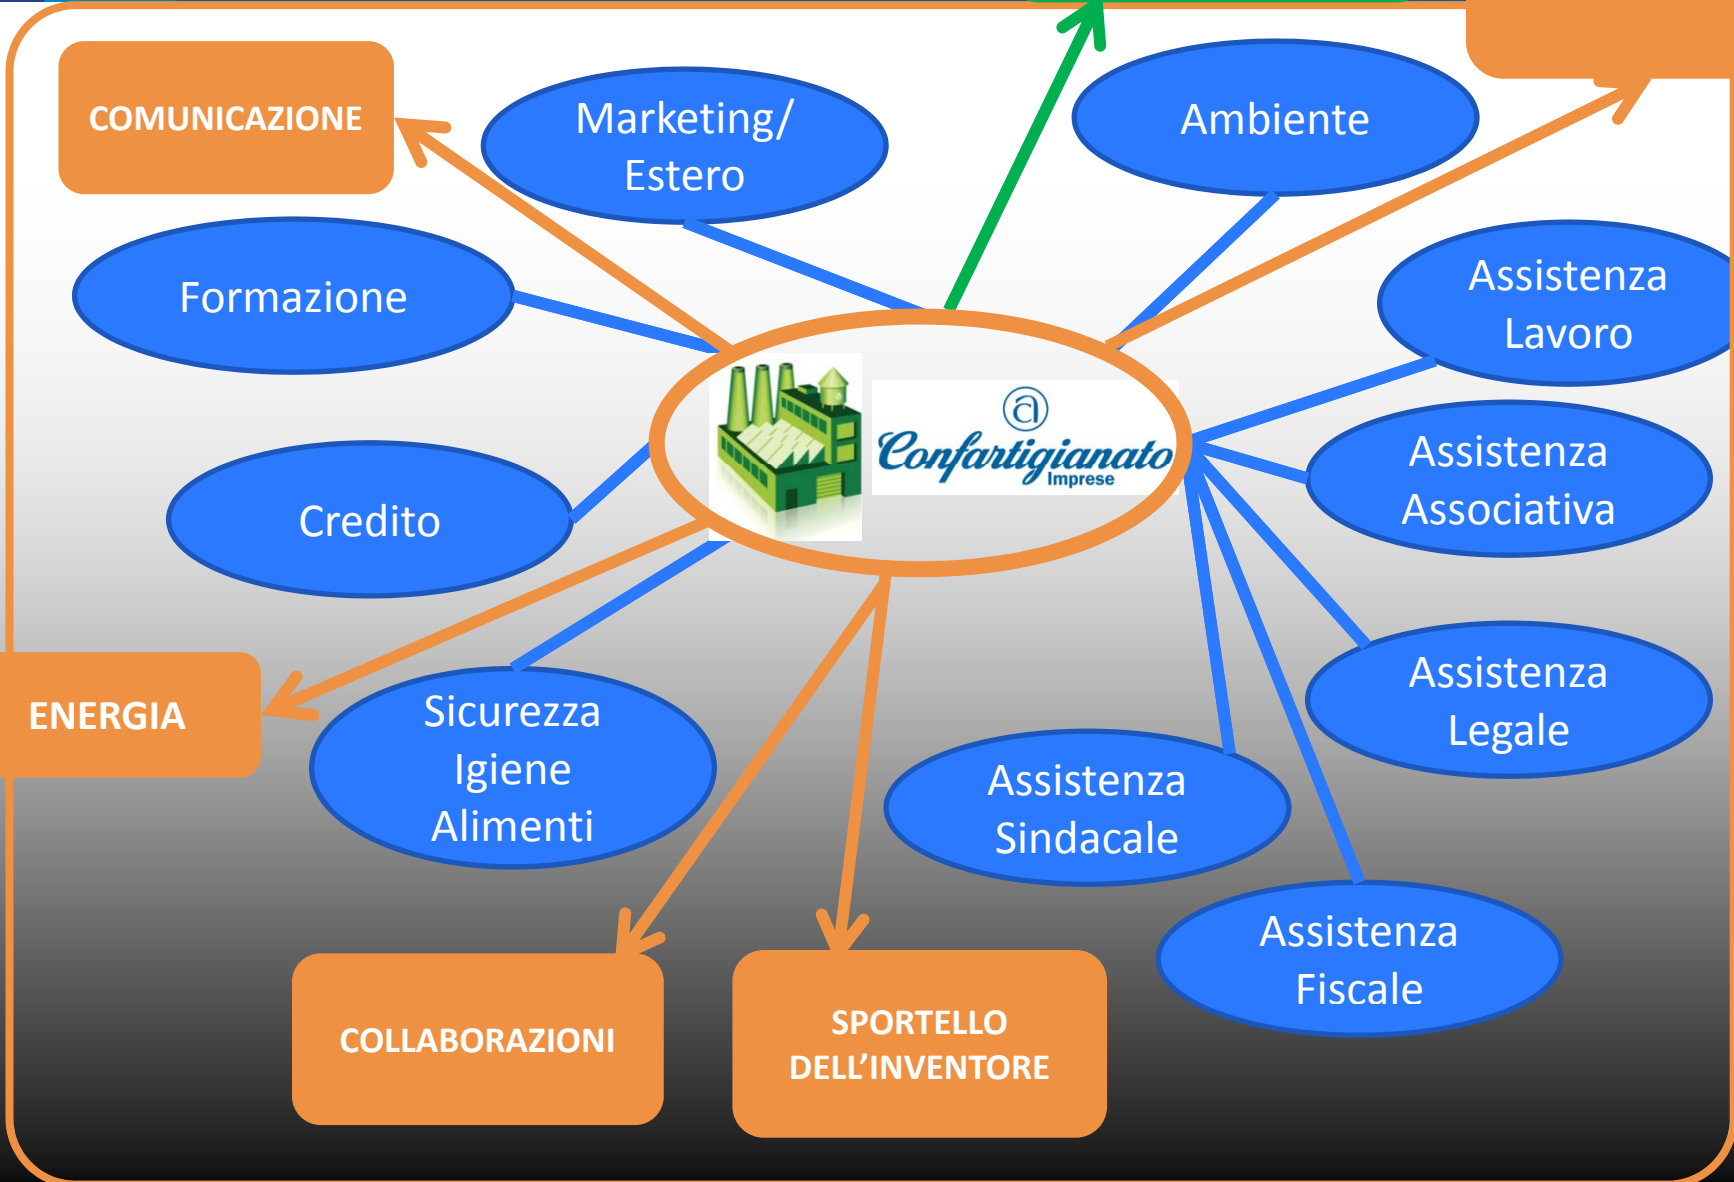 COMUNICAZIONE
Marketing/
Estero
Ambiente
Formazione
Assistenza
Lavoro
Confartigianato
Imprese
Assistenza
Associativa
Credito
ENERGIA
Sicurezza
Igiene
Alimenti
Assistenza
Legale
Assistenza
Sindacale
Assistenza
Fiscale
COLLABORAZIONI
SPORTELLO
DELL’INVENTORE